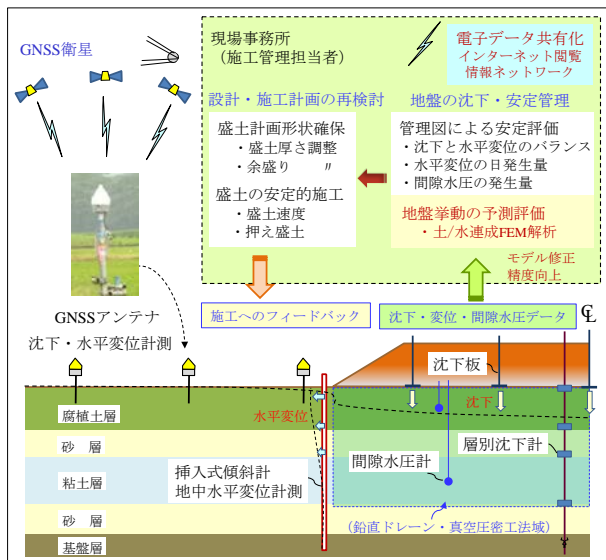 GNSS衛星
現場事務所
（施工管理担当者）
電子データ共有化
インターネット閲覧
情報ネットワーク
設計・施工計画の再検討
盛土計画形状確保
・盛土厚さ調整
・余盛り　〃
盛土の安定的施工
・盛土速度
・押え盛土
地盤の沈下・安定管理
管理図による安定評価
・沈下と水平変位のバランス
・水平変位の日発生量
・間隙水圧の発生量
地盤挙動の予測評価
・土/水連成FEM解析
モデル修正
精度向上
GNSSアンテナ
沈下・水平変位計測
施工へのフィードバック
沈下・変位・間隙水圧データ
℄
沈下板
腐植土層
水平変位
沈下
砂　層
層別沈下計
粘土層
挿入式傾斜計
地中水平変位計測
間隙水圧計
砂　層
（鉛直ドレーン・真空圧密工法域）
基盤層